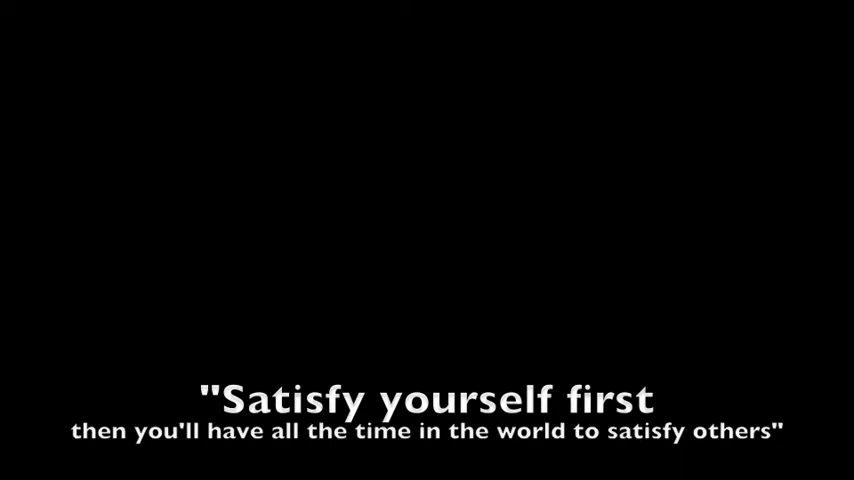 "Satisfy yourself first
then you'll have all the time in the world to satisfy others"